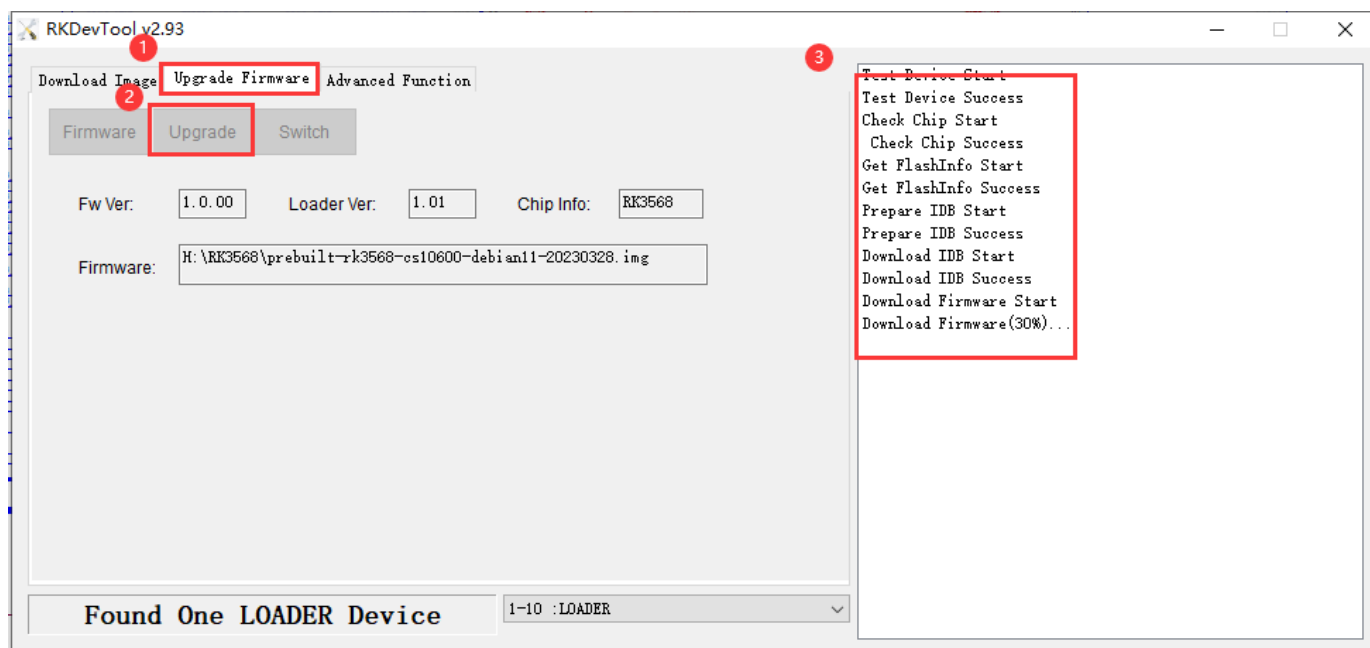 RKDevTool v2.93
1
3
Download Image Upgrade Firmware Advanced Function
2
Firmware Upgrade Switch
Fw Ver: 1.0.00 Loader Ver: 1.01 Chip Info: RK3568
Firmware: H:\RK3568\prebuilt-rk3568-cs10600-debian11-20230328.img
Found One LOADER Device
1-10 :LOADER
Test Device Start
Test Device Success
Check Chip Start
Check Chip Success
Get FlashInfo Start
Get FlashInfo Success
Prepare IDB Start
Prepare IDB Success
Download IDB Start
Download IDB Success
Download Firmware Start
Download Firmware(30%)...